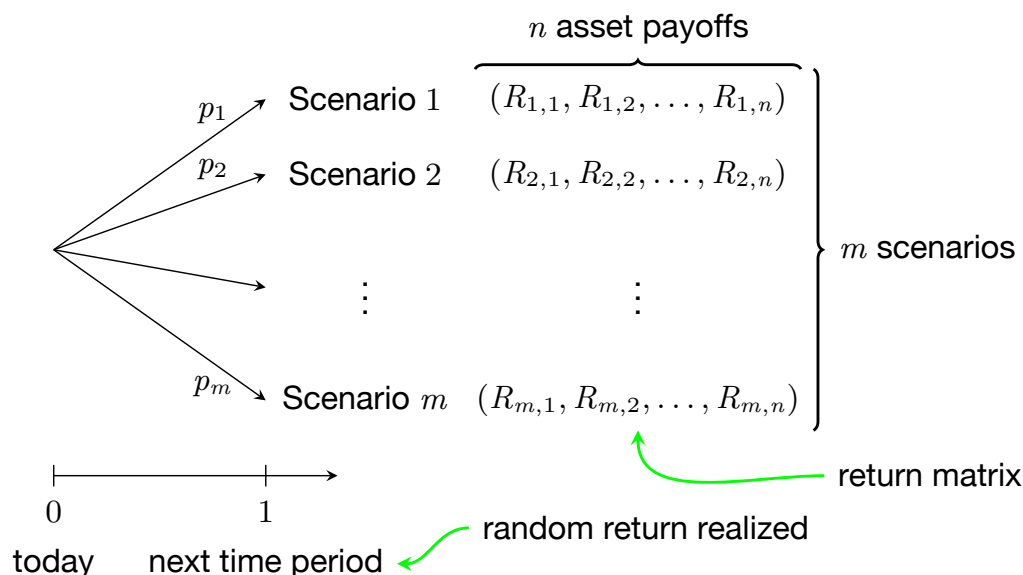 n asset payoffs
p₁ Scenario 1 (R₁,₁, R₁,₂, . . . , R₁,ₙ)
p₂ Scenario 2 (R₂,₁, R₂,₂, . . . , R₂,ₙ)
m scenarios
⋮ ⋮
pₘ Scenario m (Rₘ,₁, Rₘ,₂, . . . , Rₘ,ₙ)
return matrix
0 1
random return realized
today next time period